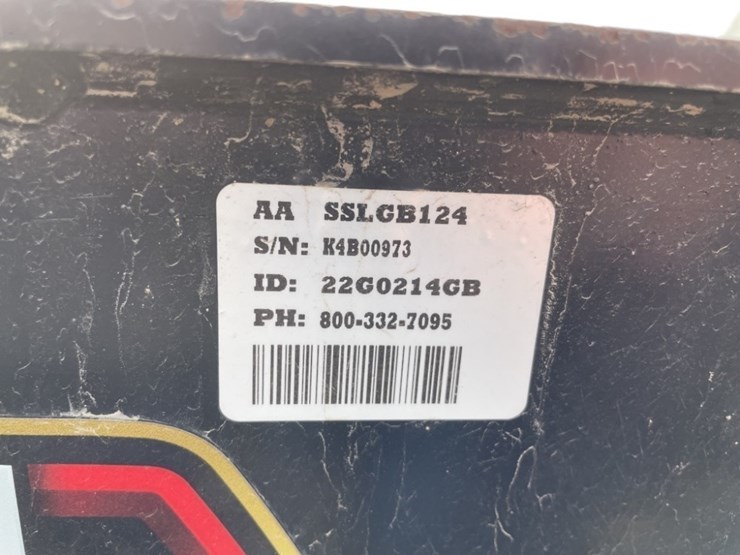 AA SSLGB124
S/N: K4B00973
ID: 22G0214GB
PH: 800-332-7095